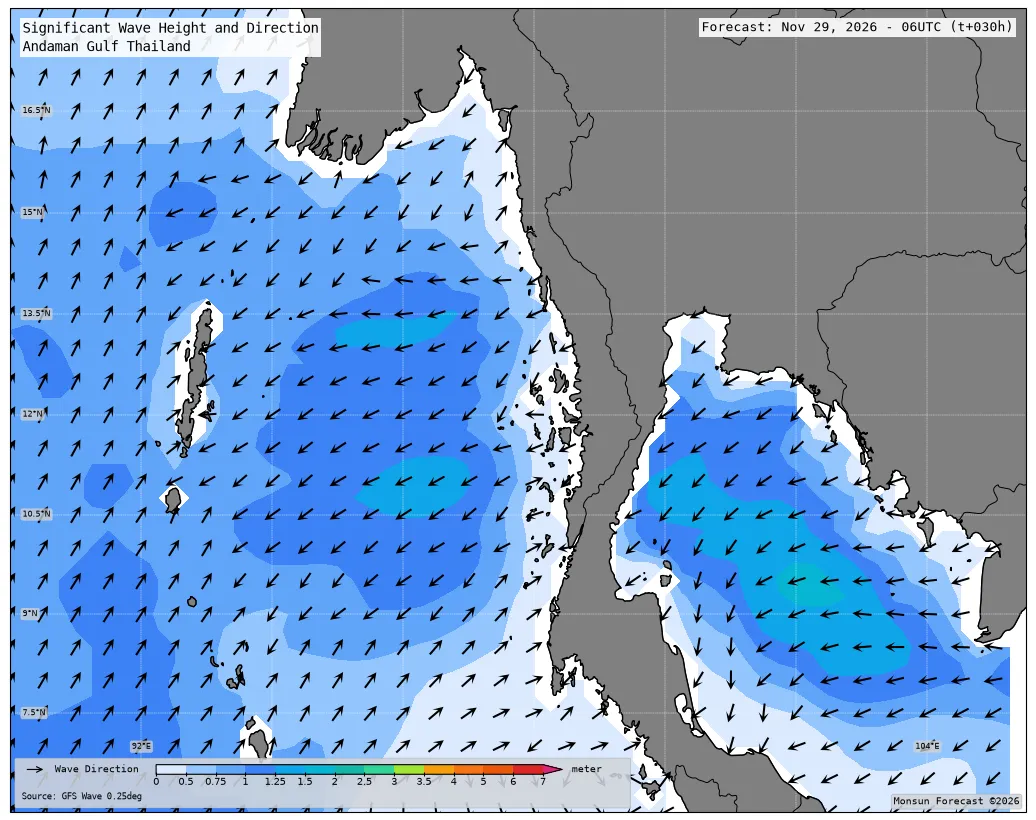 Significant Wave Height and Direction
Andaman Gulf Thailand
Forecast: Nov 29, 2026 - 06UTC (t+030h)
16.5°N
15°N
13.5°N
12°N
10.5°N
9°N
7.5°N
92°E
104°E
Wave Direction
0.5 0.75 1 1.25 1.5 2 2.5 3 3.5 4 5 6 7 meter
Source: GFS Wave 0.25deg
Monsun Forecast ©2026